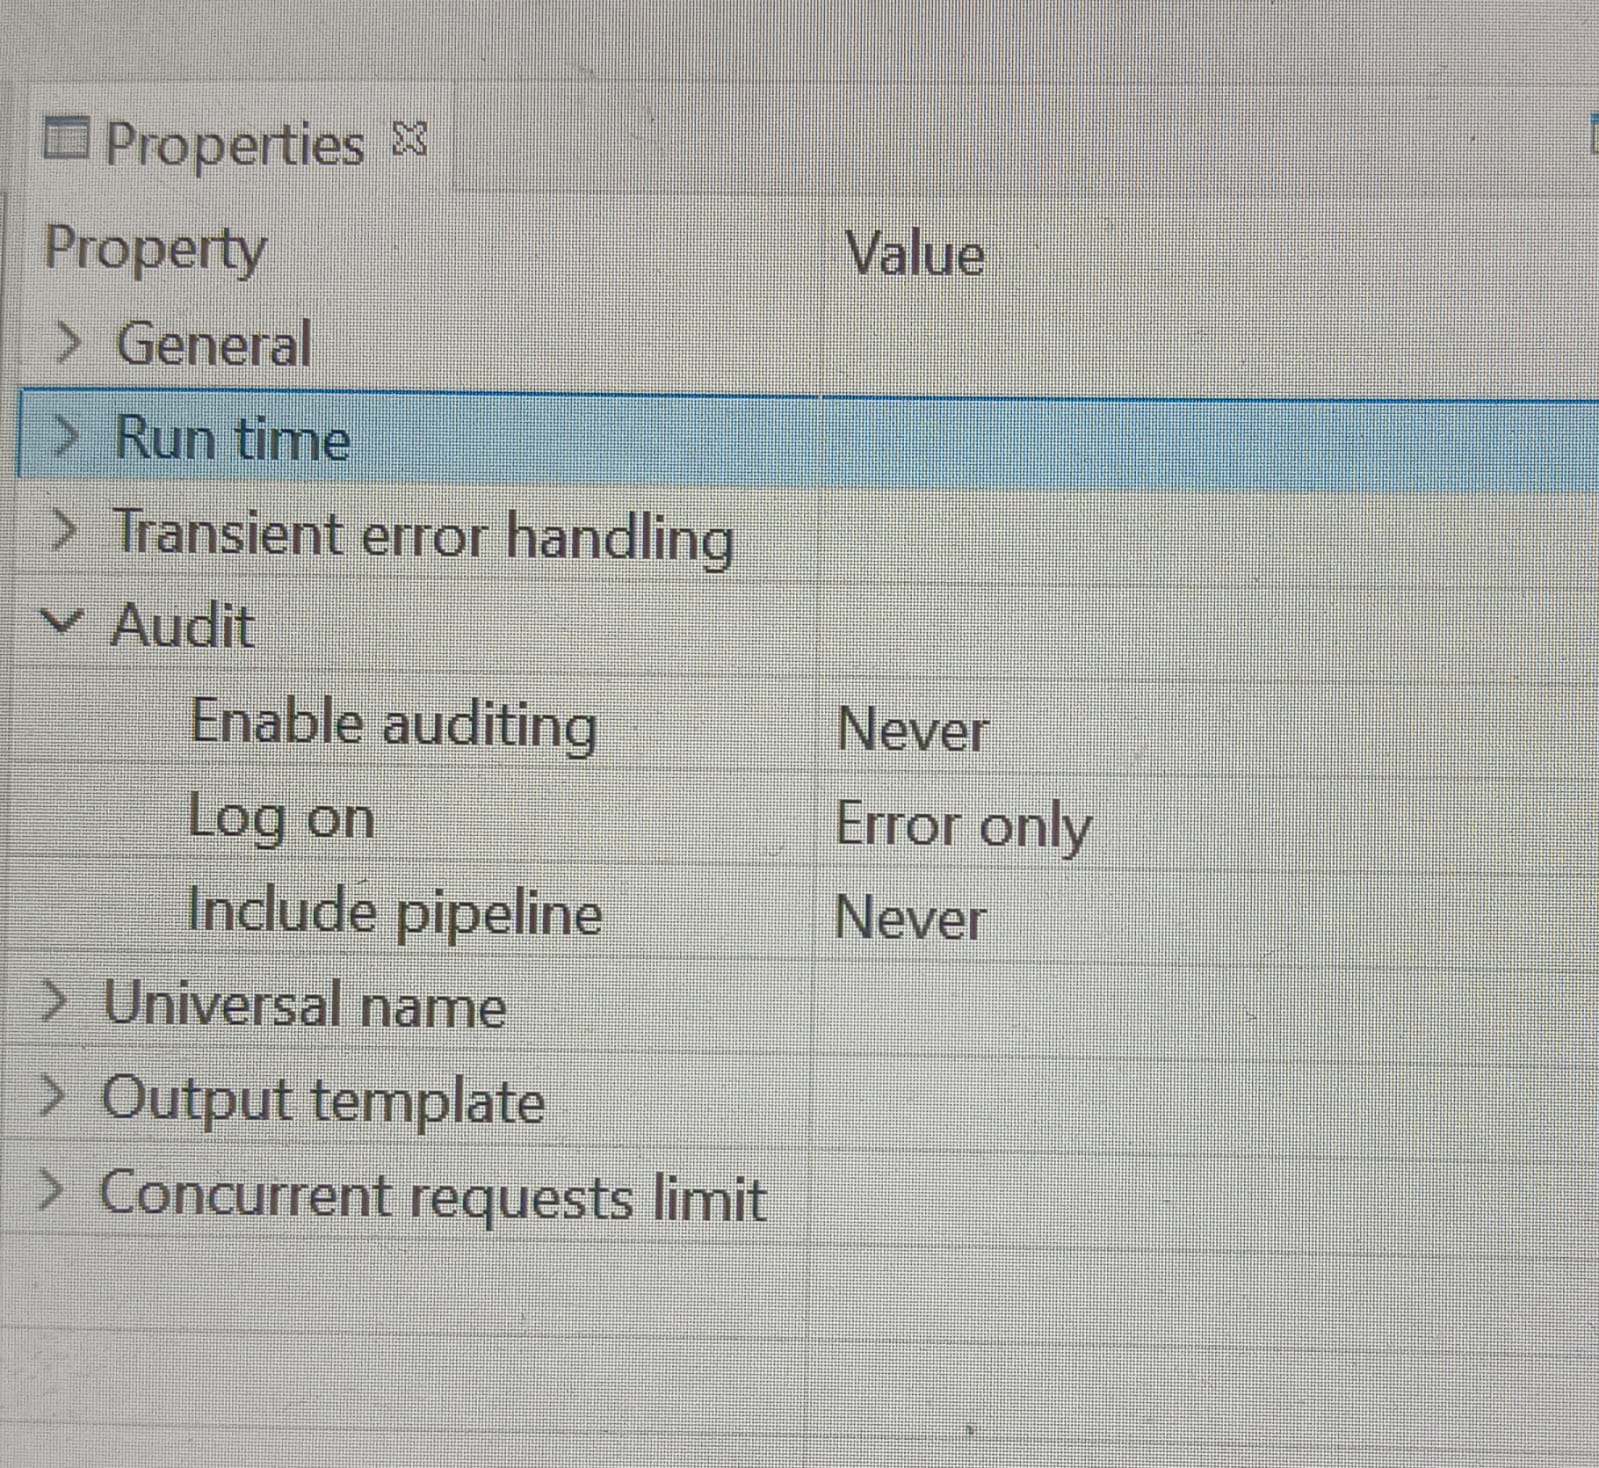 Properties
Property Value
General
Run time
Transient error handling
Audit
Enable auditing Never
Log on Error only
Include pipeline Never
Universal name
Output template
Concurrent requests limit